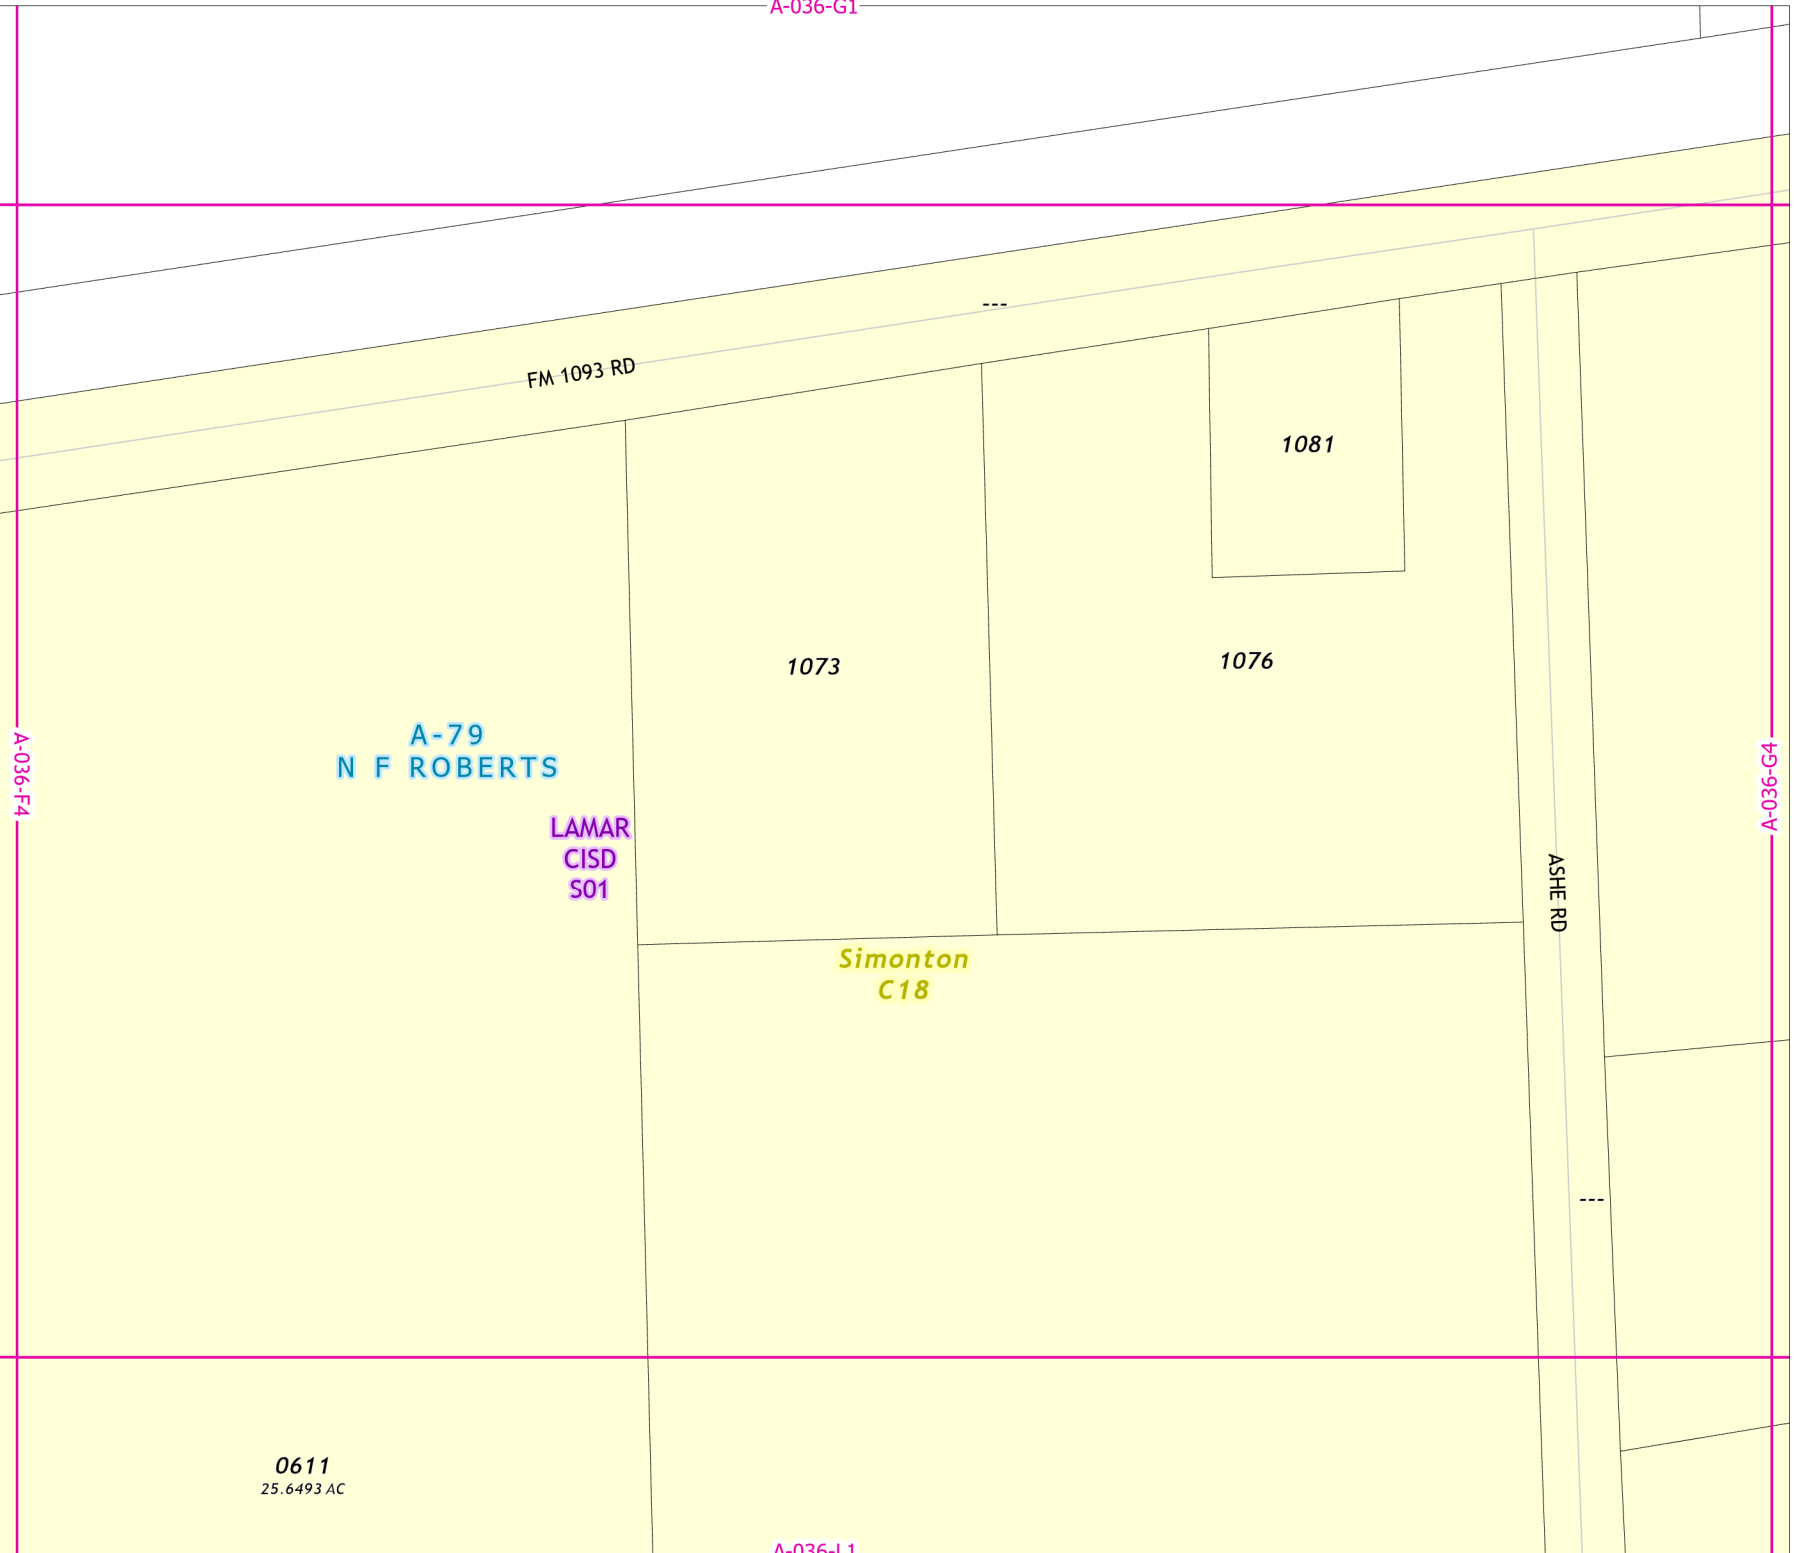 A-036-G1
---
FM 1093 RD
1081
1073
1076
A-79
N F ROBERTS
A-036-F4
A-036-G4
LAMAR
CISD
S01
ASHE RD
Simonton
C18
---
0611
25.6493 AC
A-036-L1